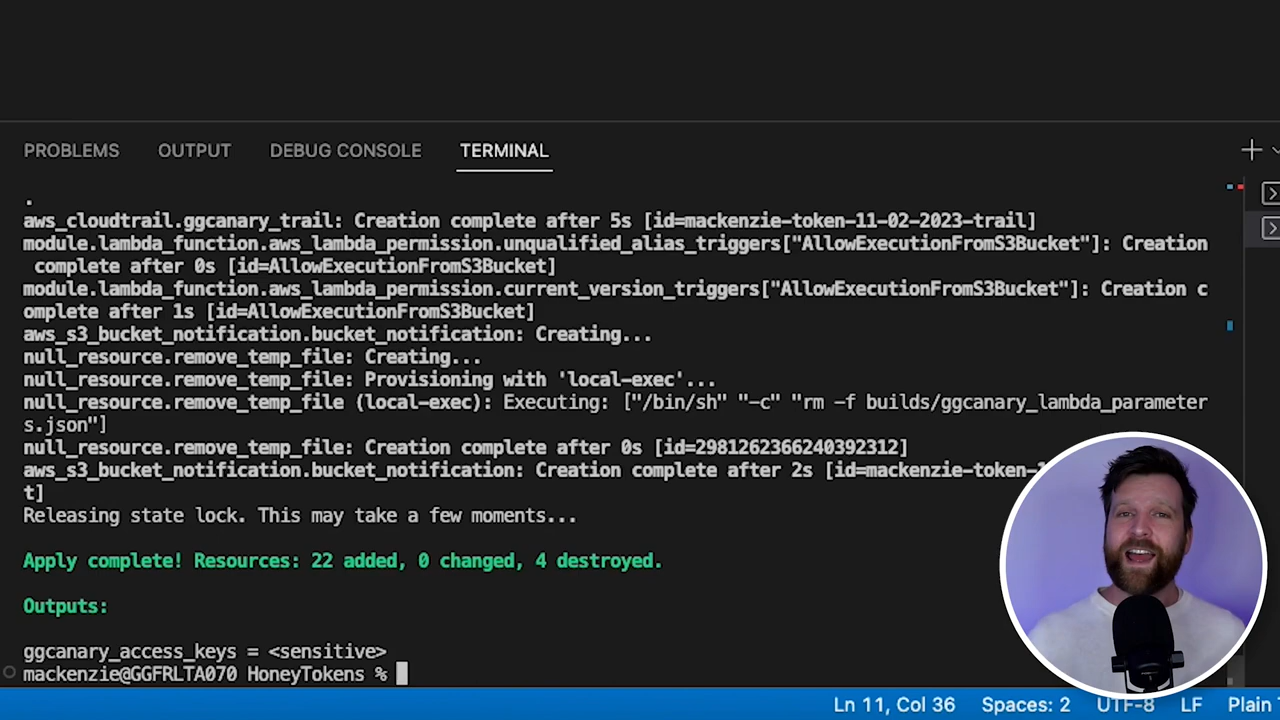 PROBLEMS OUTPUT DEBUG CONSOLE TERMINAL
.
aws_cloudtrail.ggcanary_trail: Creation complete after 5s [id=mackenzie-token-11-02-2023-trail]
module.lambda_function.aws_lambda_permission.unqualified_alias_triggers["AllowExecutionFromS3Bucket"]: Creation
complete after 0s [id=AllowExecutionFromS3Bucket]
module.lambda_function.aws_lambda_permission.current_version_triggers["AllowExecutionFromS3Bucket"]: Creation c
omplete after 1s [id=AllowExecutionFromS3Bucket]
aws_s3_bucket_notification.bucket_notification: Creating...
null_resource.remove_temp_file: Creating...
null_resource.remove_temp_file: Provisioning with 'local-exec'...
null_resource.remove_temp_file (local-exec): Executing: ["/bin/sh" "-c" "rm -f builds/ggcanary_lambda_parameter
s.json"]
null_resource.remove_temp_file: Creation complete after 0s [id=2981262366240392312]
aws_s3_bucket_notification.bucket_notification: Creation complete after 2s [id=mackenzie-token-
t]
Releasing state lock. This may take a few moments...
Apply complete! Resources: 22 added, 0 changed, 4 destroyed.
Outputs:
ggcanary_access_keys = <sensitive>
mackenzie@GGFRLTA070 HoneyTokens %
Ln 11, Col 36 Spaces: 2 UTF-8 LF Plain